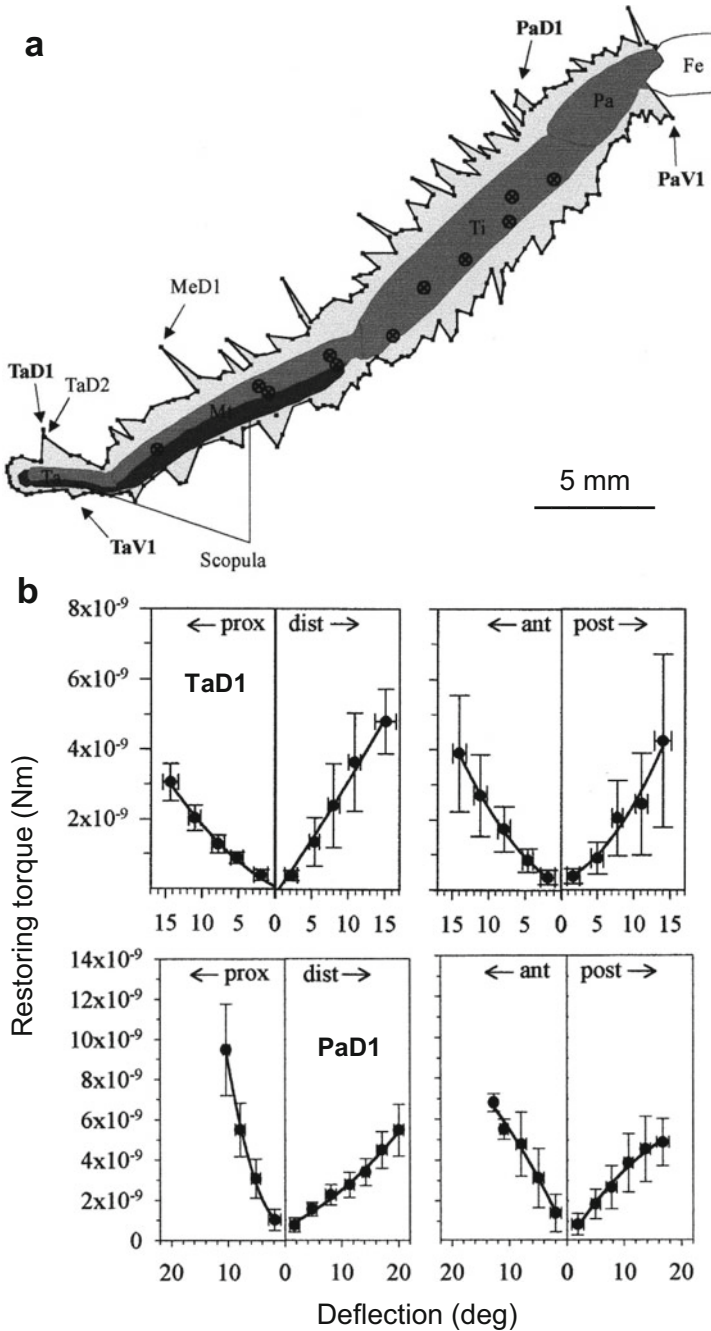 a
PaD1
Fe
Pa
PaV1
Ti
MeD1
TaD1
TaD2
Mt
Ta
5 mm
TaV1
Scopula
b
8x10-9
6x10-9
4x10-9
2x10-9
← prox dist →
TaD1
15 10 5 0 5 10 15
← ant post →
15 10 5 0 5 10 15
Restoring torque (Nm)
14x10-9
12x10-9
10x10-9
8x10-9
6x10-9
4x10-9
2x10-9
0
← prox dist →
PaD1
20 10 0 10 20
← ant post →
20 10 0 10 20
Deflection (deg)